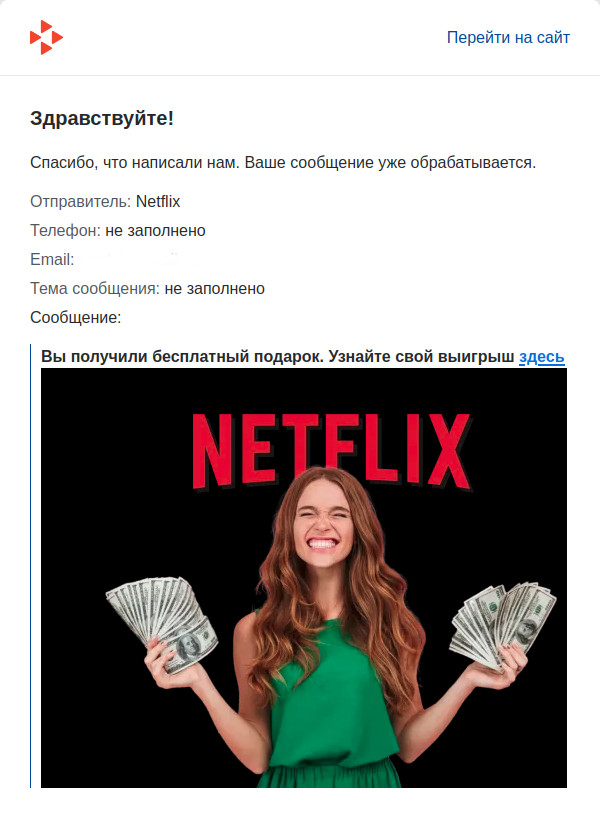 Перейти на сайт
Здравствуйте!
Спасибо, что написали нам. Ваше сообщение уже обрабатывается.
Отправитель: Netflix
Телефон: не заполнено
Email:
Тема сообщения: не заполнено
Сообщение:
Вы получили бесплатный подарок. Узнайте свой выигрыш здесь
NETFLIX